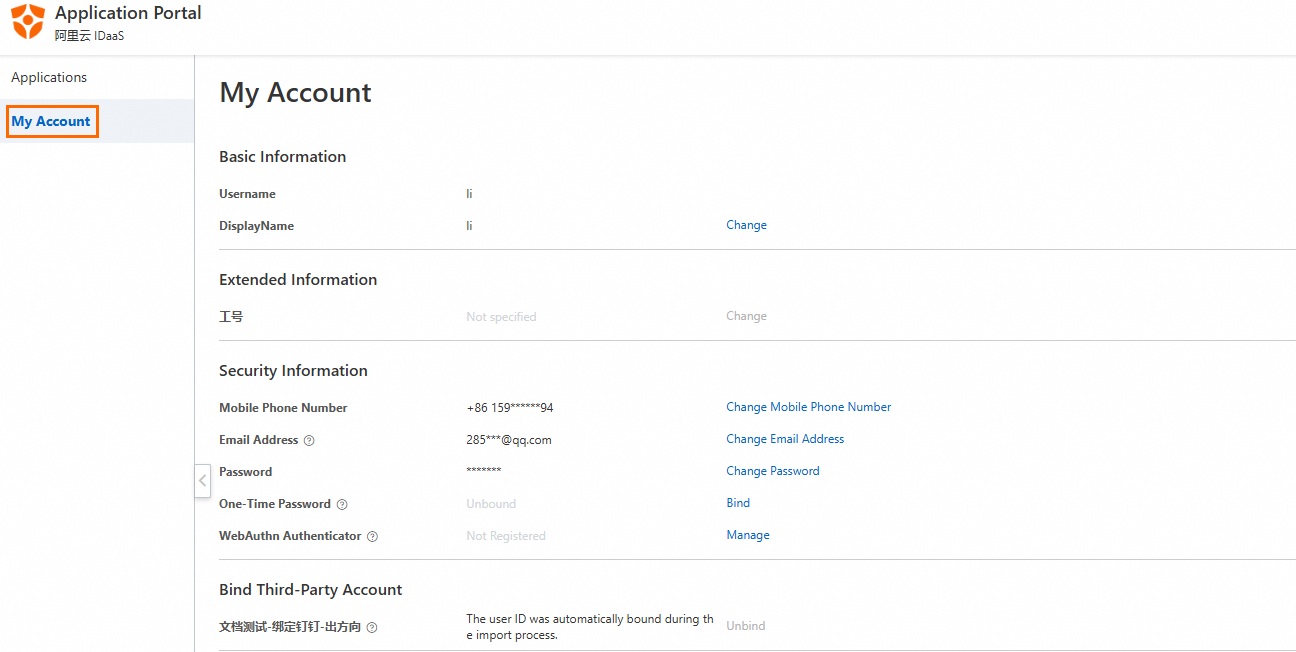 Application Portal
阿里云 IDaaS
Applications
My Account
My Account
Basic Information
Username li
DisplayName li Change
Extended Information
工号 Not specified Change
Security Information
Mobile Phone Number +86 159******94 Change Mobile Phone Number
Email Address 285***@qq.com Change Email Address
Password ******* Change Password
One-Time Password Unbound Bind
WebAuthn Authenticator Not Registered Manage
Bind Third-Party Account
文档测试-绑定钉钉-出方向 The user ID was automatically bound during th
e import process. Unbind